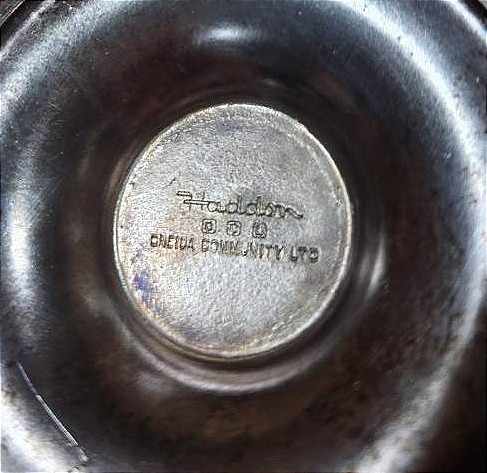 Haddon
O C L
ONEIDA COMMUNITY LTD